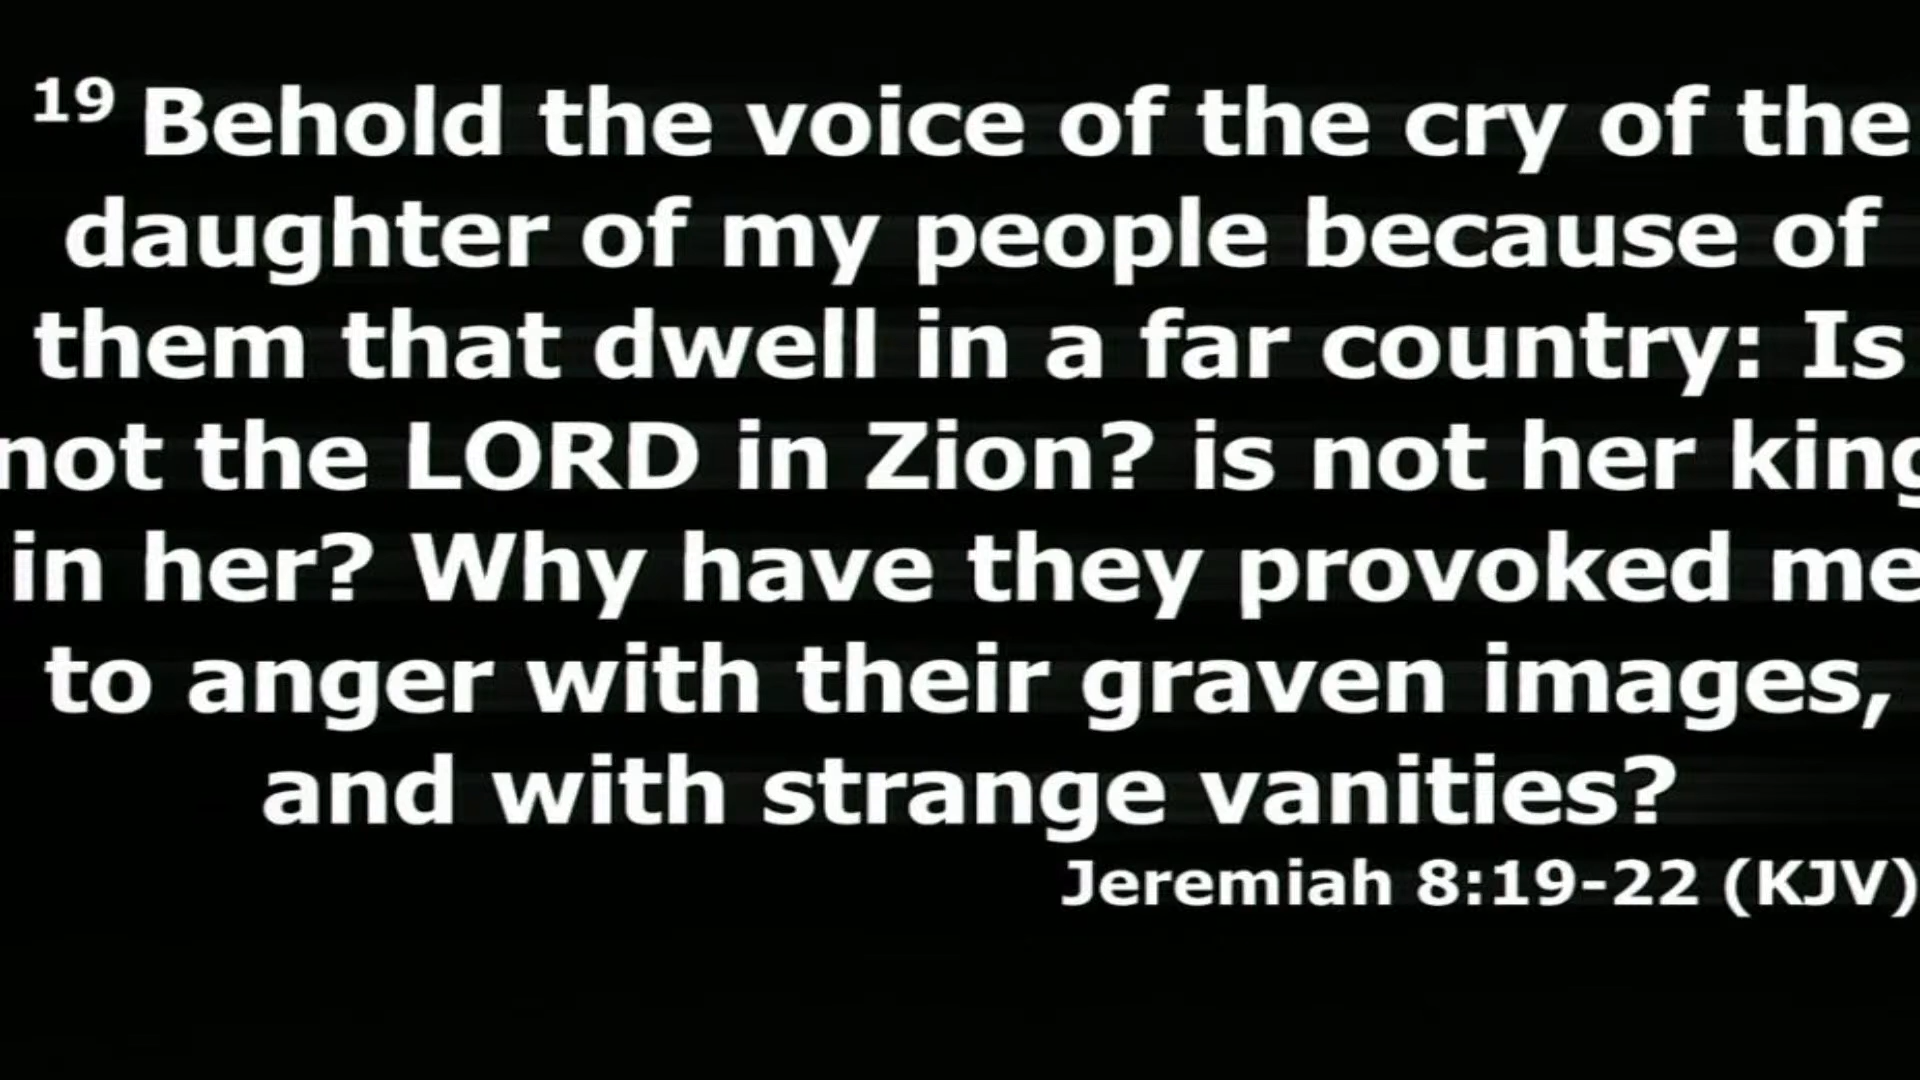 19 Behold the voice of the cry of the
daughter of my people because of
them that dwell in a far country: Is
not the LORD in Zion? is not her king
in her? Why have they provoked me
to anger with their graven images,
and with strange vanities?
Jeremiah 8:19-22 (KJV)